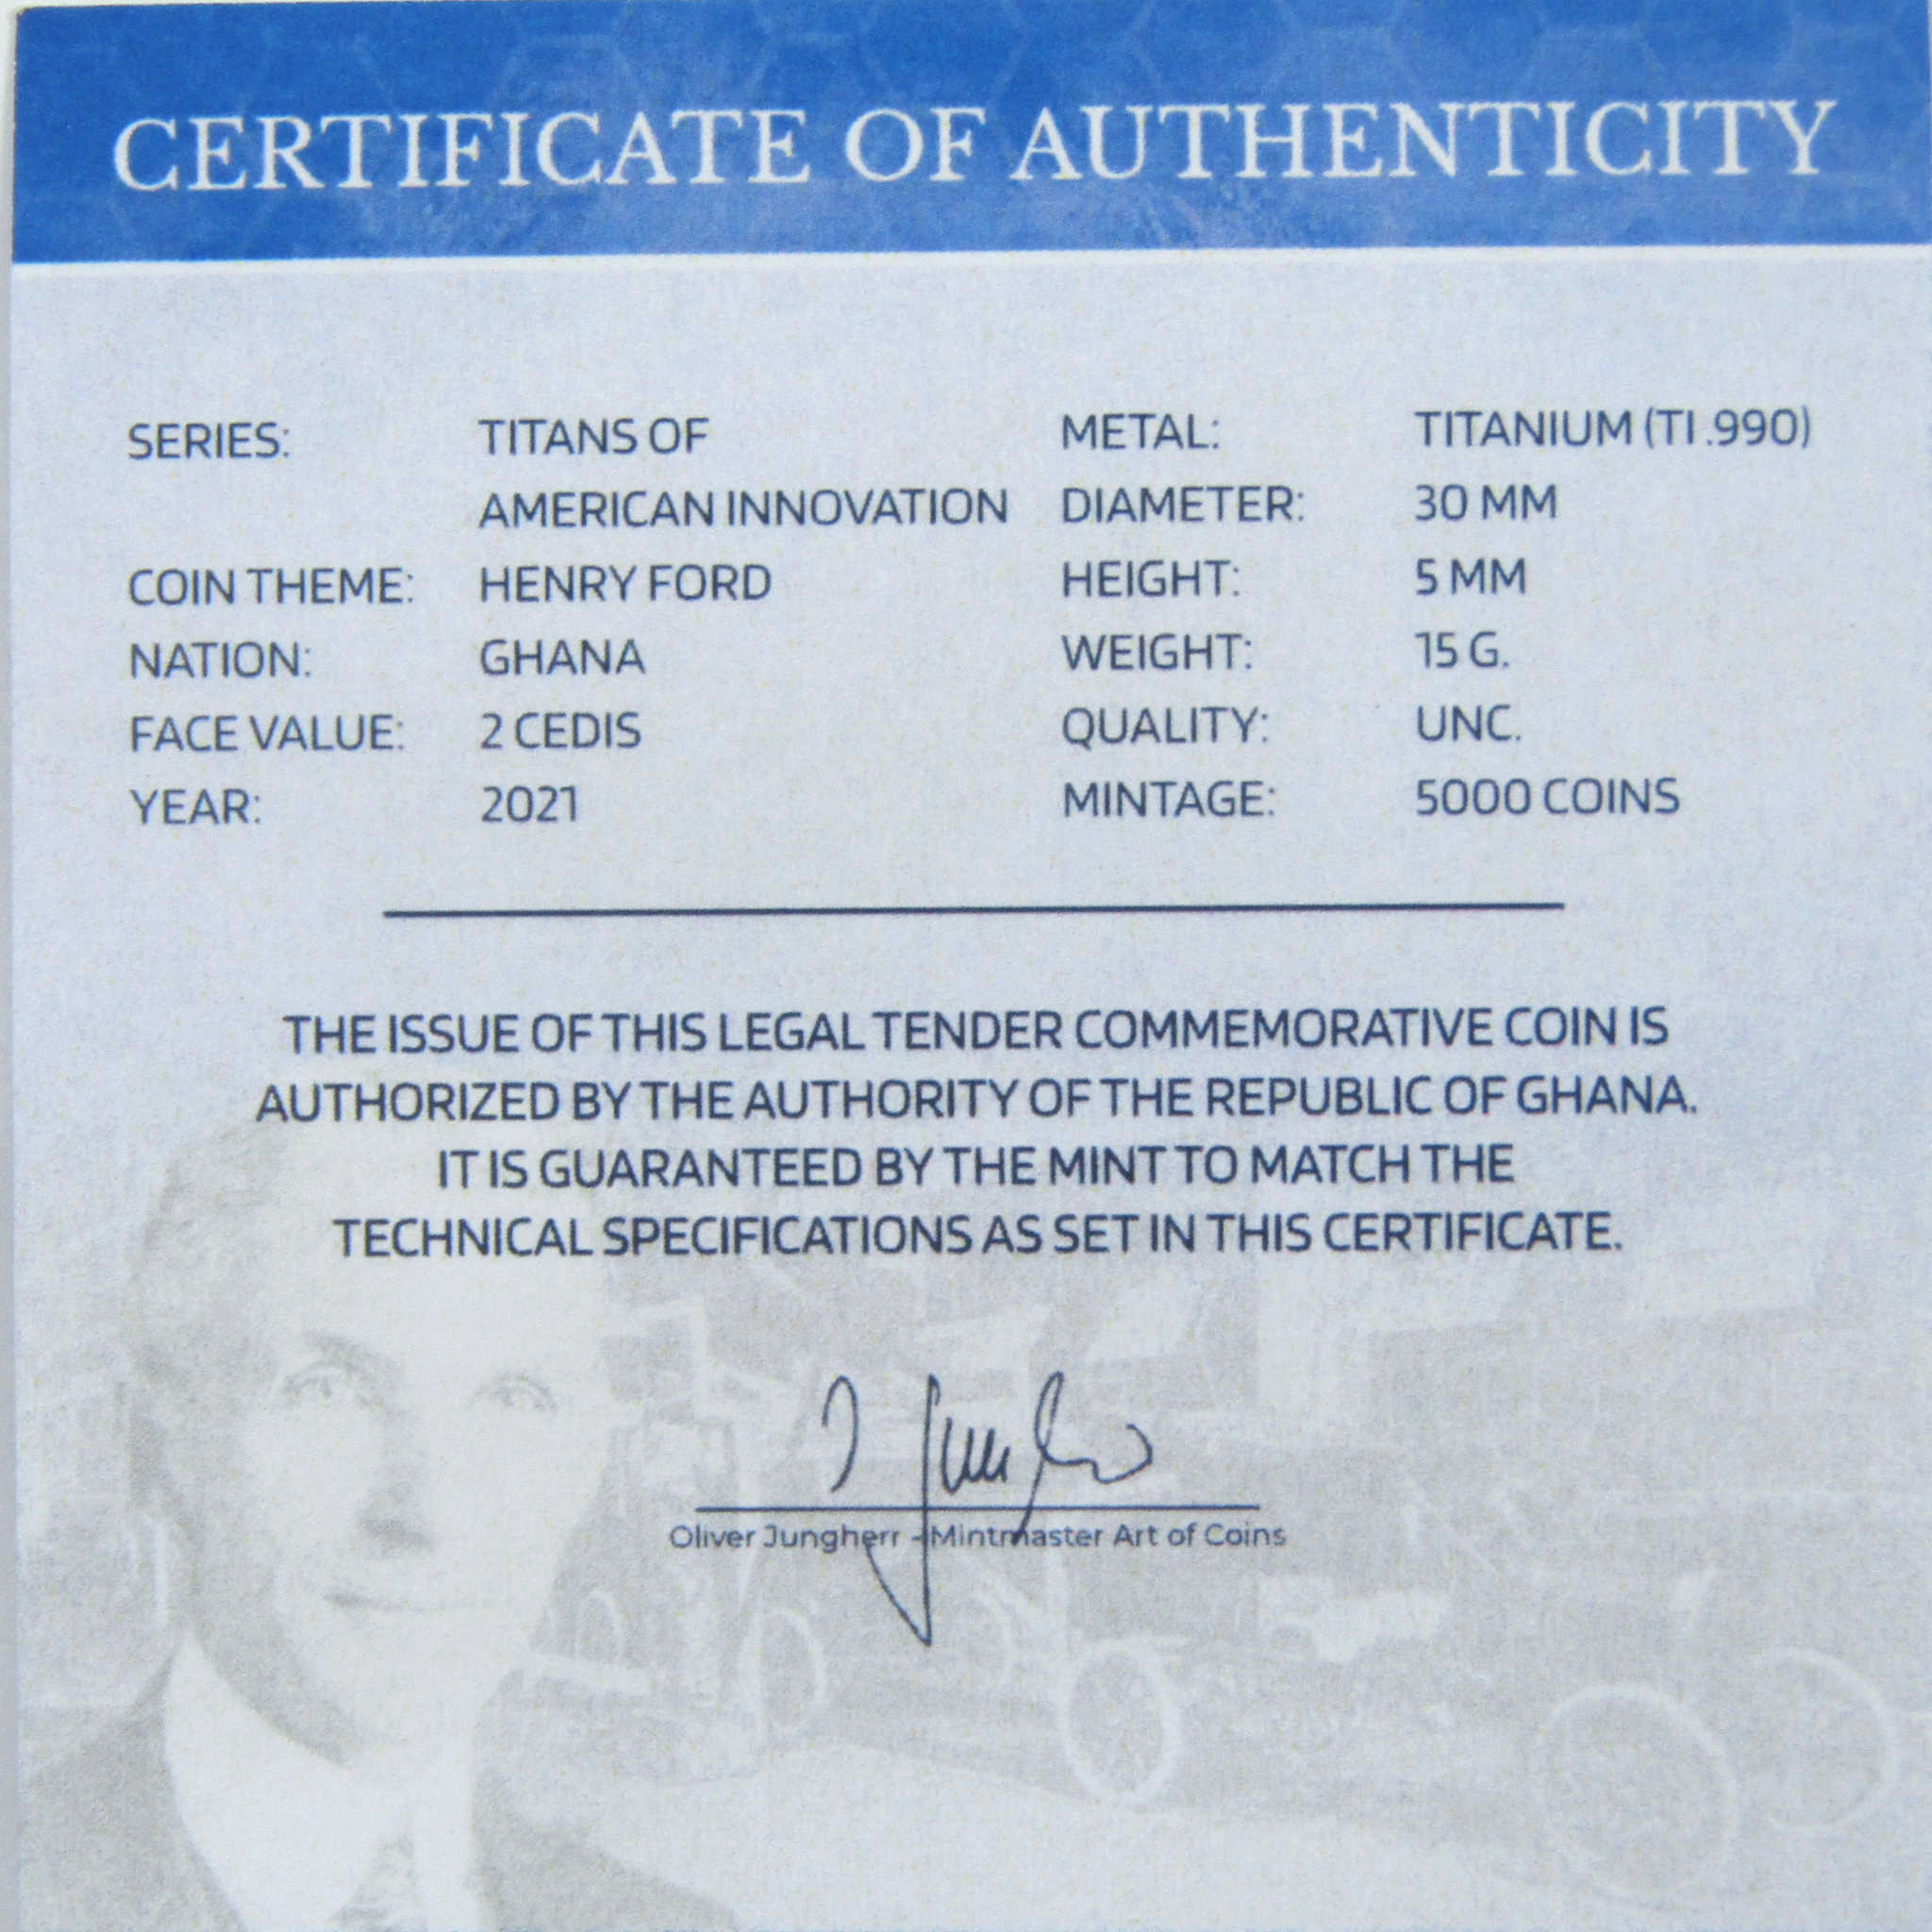 CERTIFICATE OF AUTHENTICITY
SERIES: TITANS OF
AMERICAN INNOVATION
COIN THEME: HENRY FORD
NATION: GHANA
FACE VALUE: 2 CEDIS
YEAR: 2021
METAL: TITANIUM (TI .990)
DIAMETER: 30 MM
HEIGHT: 5 MM
WEIGHT: 15 G.
QUALITY: UNC.
MINTAGE: 5000 COINS
THE ISSUE OF THIS LEGAL TENDER COMMEMORATIVE COIN IS
AUTHORIZED BY THE AUTHORITY OF THE REPUBLIC OF GHANA.
IT IS GUARANTEED BY THE MINT TO MATCH THE
TECHNICAL SPECIFICATIONS AS SET IN THIS CERTIFICATE.
Oliver Jungherr - Mintmaster Art of Coins